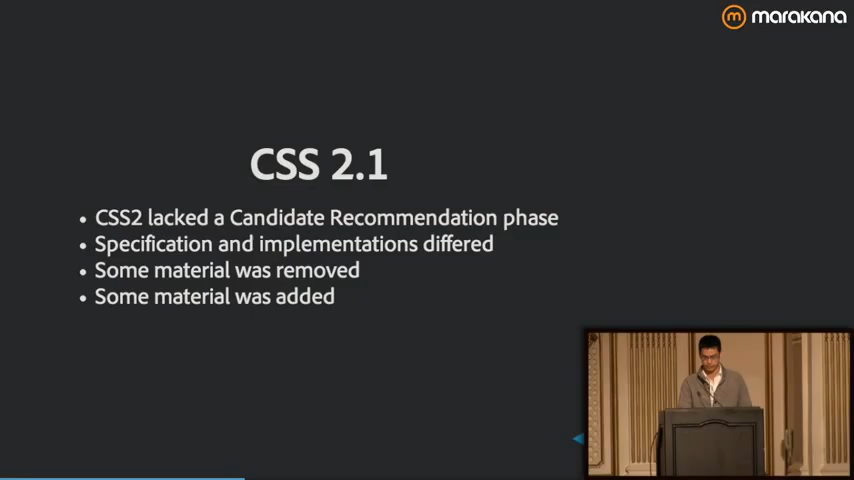 marakana
CSS 2.1
• CSS2 lacked a Candidate Recommendation phase
• Specification and implementations differed
• Some material was removed
• Some material was added